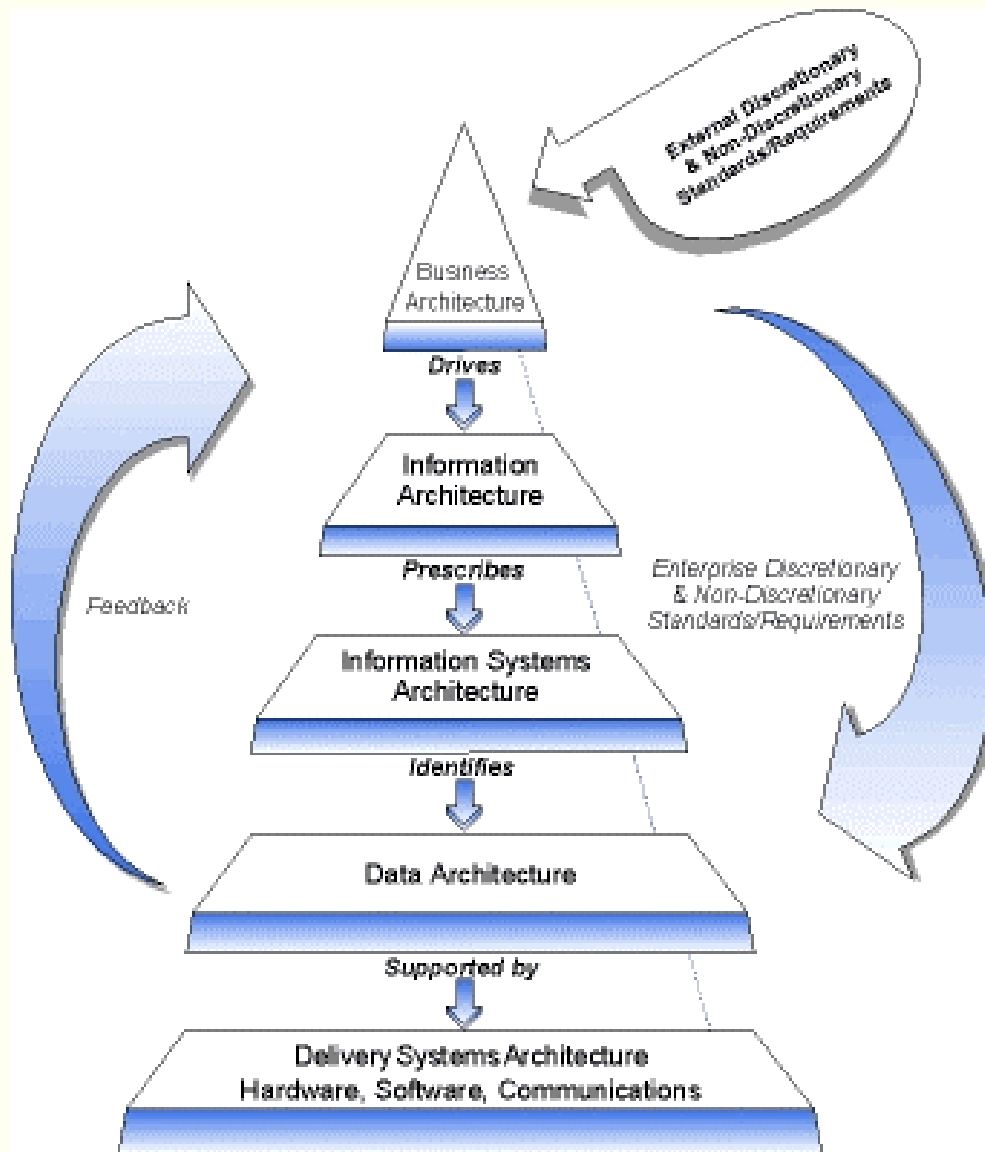 External Discretionary
& Non-Discretionary
Standards/Requirements
Business
Architecture
Drives
Information
Architecture
Prescribes
Feedback
Enterprise Discretionary
& Non-Discretionary
Standards/Requirements
Information Systems
Architecture
Identifies
Data Architecture
Supported by
Delivery Systems Architecture
Hardware, Software, Communications